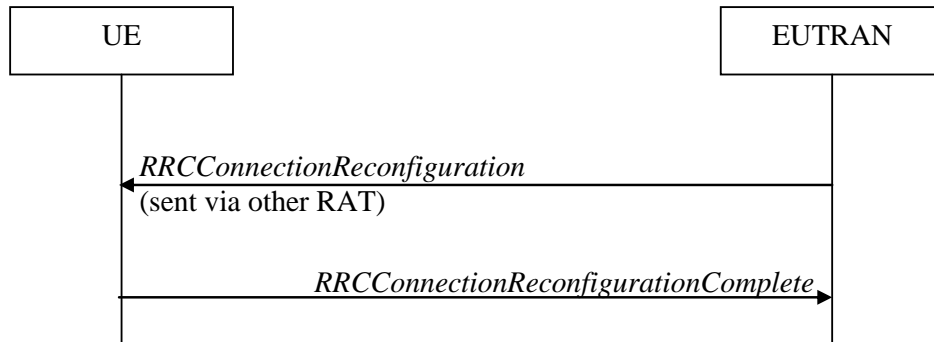 UE
EUTRAN
RRCConnectionReconfiguration
(sent via other RAT)
RRCConnectionReconfigurationComplete